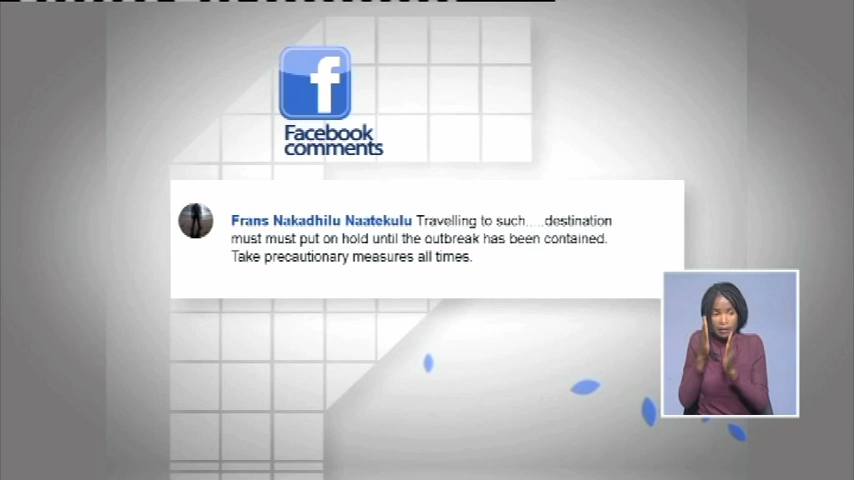 f
Facebook
comments
Frans Nakadhilu Naatekulu Travelling to such.....destination
must must put on hold until the outbreak has been contained.
Take precautionary measures all times.